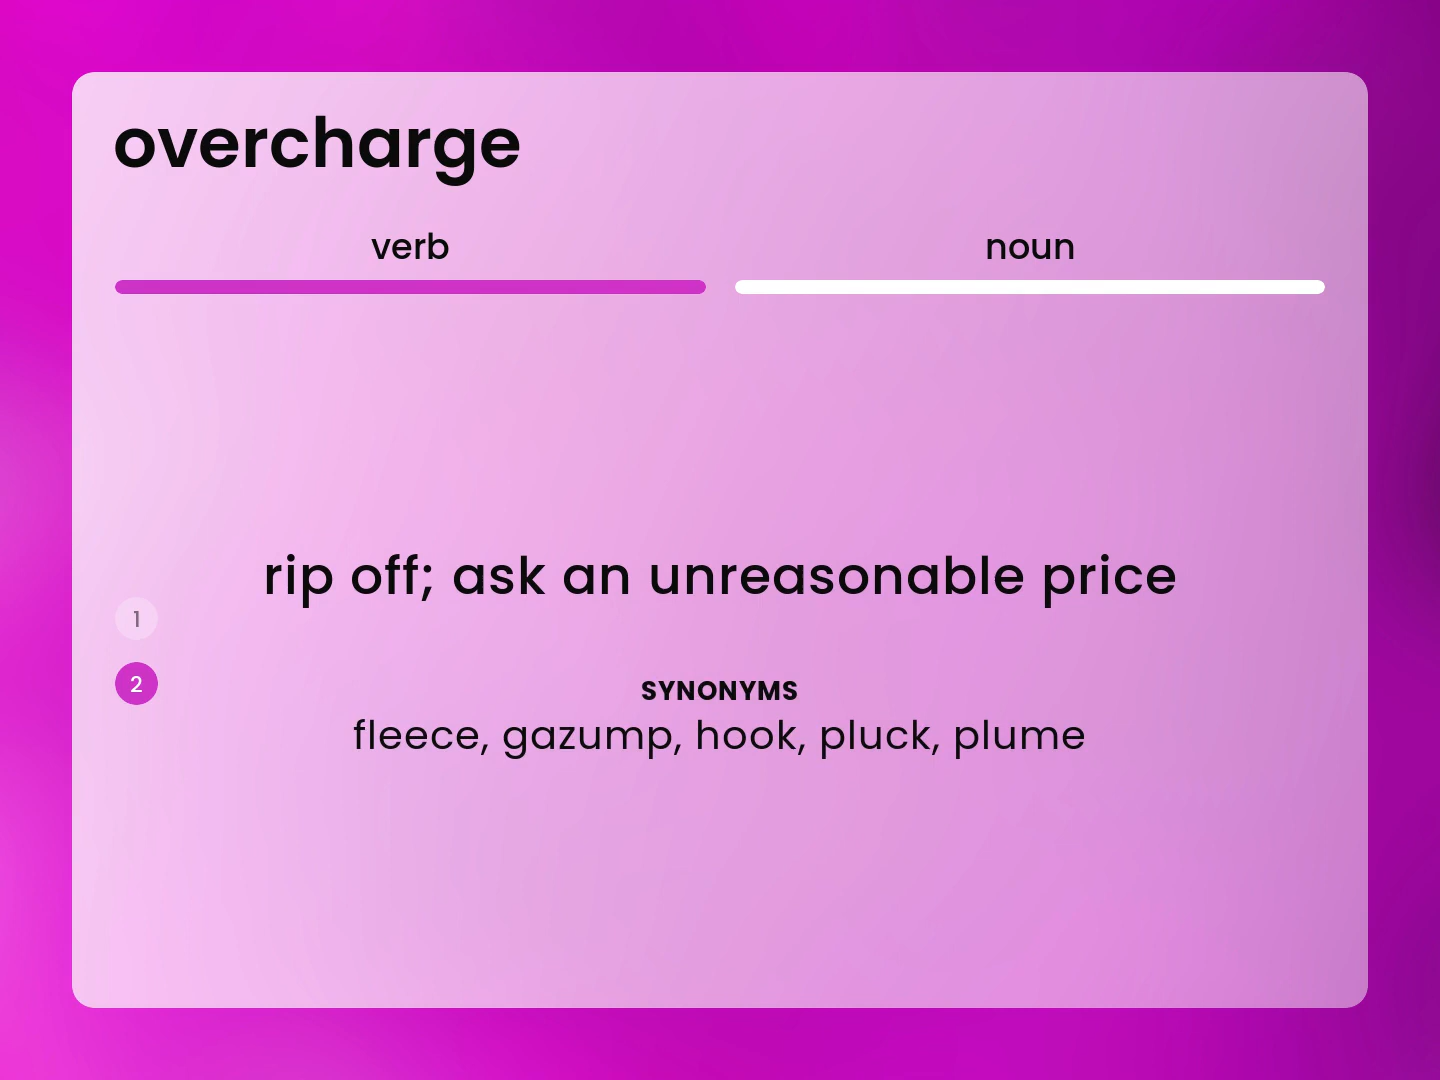 overcharge
verb
noun
rip off; ask an unreasonable price
1
2
SYNONYMS
fleece, gazump, hook, pluck, plume